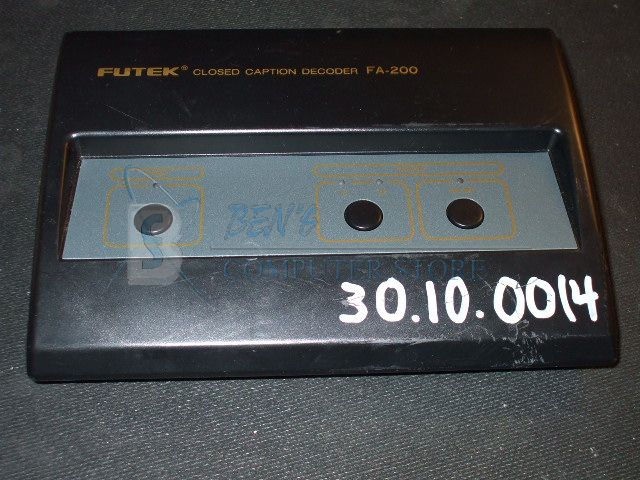 FUTEK® CLOSED CAPTION DECODER FA-200
BEN'S
COMPUTER STORE
30.10.0014